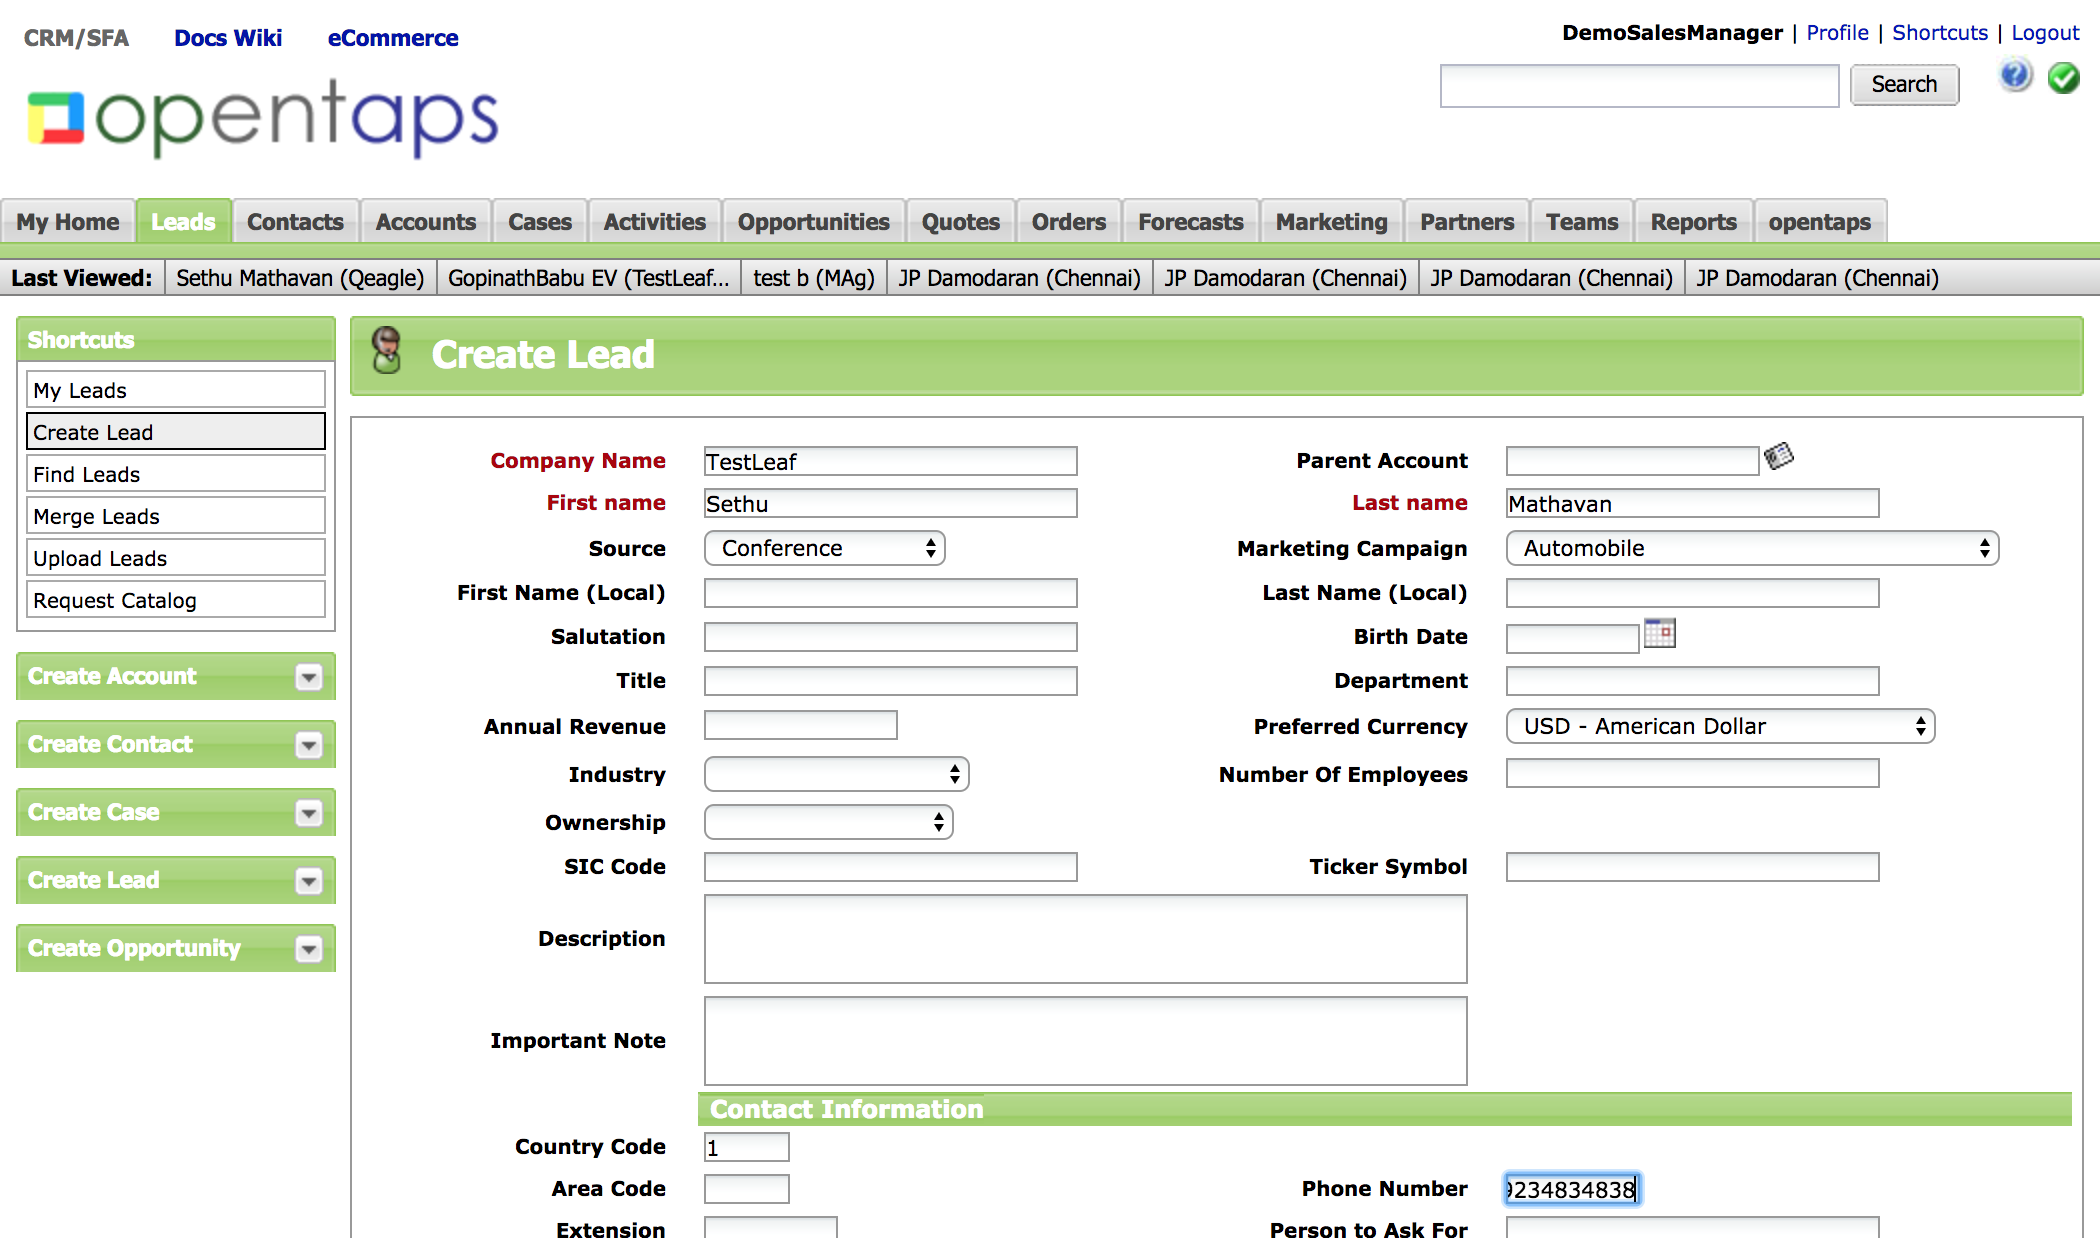 CRM/SFA Docs Wiki eCommerce
DemoSalesManager | Profile | Shortcuts | Logout
Search
opentaps
My Home Leads Contacts Accounts Cases Activities Opportunities Quotes Orders Forecasts Marketing Partners Teams Reports opentaps
Last Viewed: Sethu Mathavan (Qeagle) GopinathBabu EV (TestLeaf... test b (MAg) JP Damodaran (Chennai) JP Damodaran (Chennai) JP Damodaran (Chennai) JP Damodaran (Chennai)
Shortcuts
My Leads
Create Lead
Find Leads
Merge Leads
Upload Leads
Request Catalog
Create Account
Create Contact
Create Case
Create Lead
Create Opportunity
Create Lead
Company Name TestLeaf Parent Account
First name Sethu Last name Mathavan
Source Conference Marketing Campaign Automobile
First Name (Local) Last Name (Local)
Salutation Birth Date
Title Department
Annual Revenue Preferred Currency USD - American Dollar
Industry Number Of Employees
Ownership
SIC Code Ticker Symbol
Description
Important Note
Contact Information
Country Code 1
Area Code Phone Number 9234834838
Extension Person to Ask For